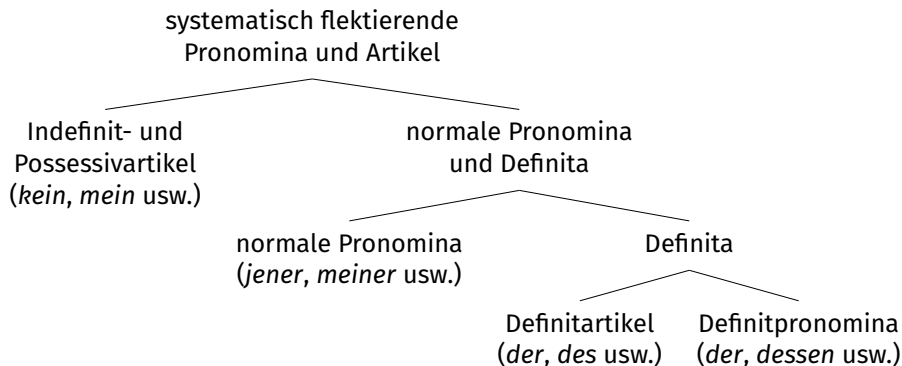 systematisch flektierende
Pronomina und Artikel
Indefinit- und
Possessivartikel
(kein, mein usw.)
normale Pronomina
und Definita
normale Pronomina
(jener, meiner usw.)
Definita
Definitartikel
(der, des usw.)
Definitpronomina
(der, dessen usw.)